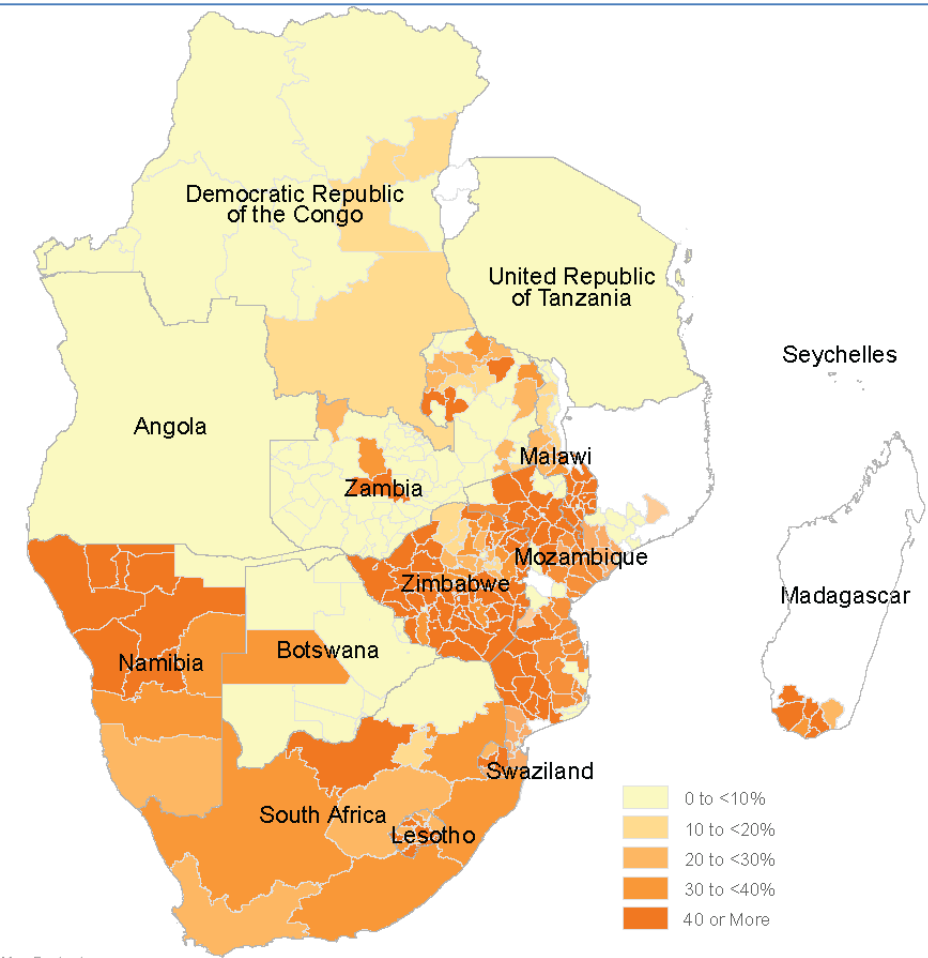 Democratic Republic
of the Congo
United Republic
of Tanzania
Seychelles
Angola
Malawi
Zambia
Mozambique
Zimbabwe
Madagascar
Botswana
Namibia
Swaziland
South Africa
Lesotho
0 to <10%
10 to <20%
20 to <30%
30 to <40%
40 or More